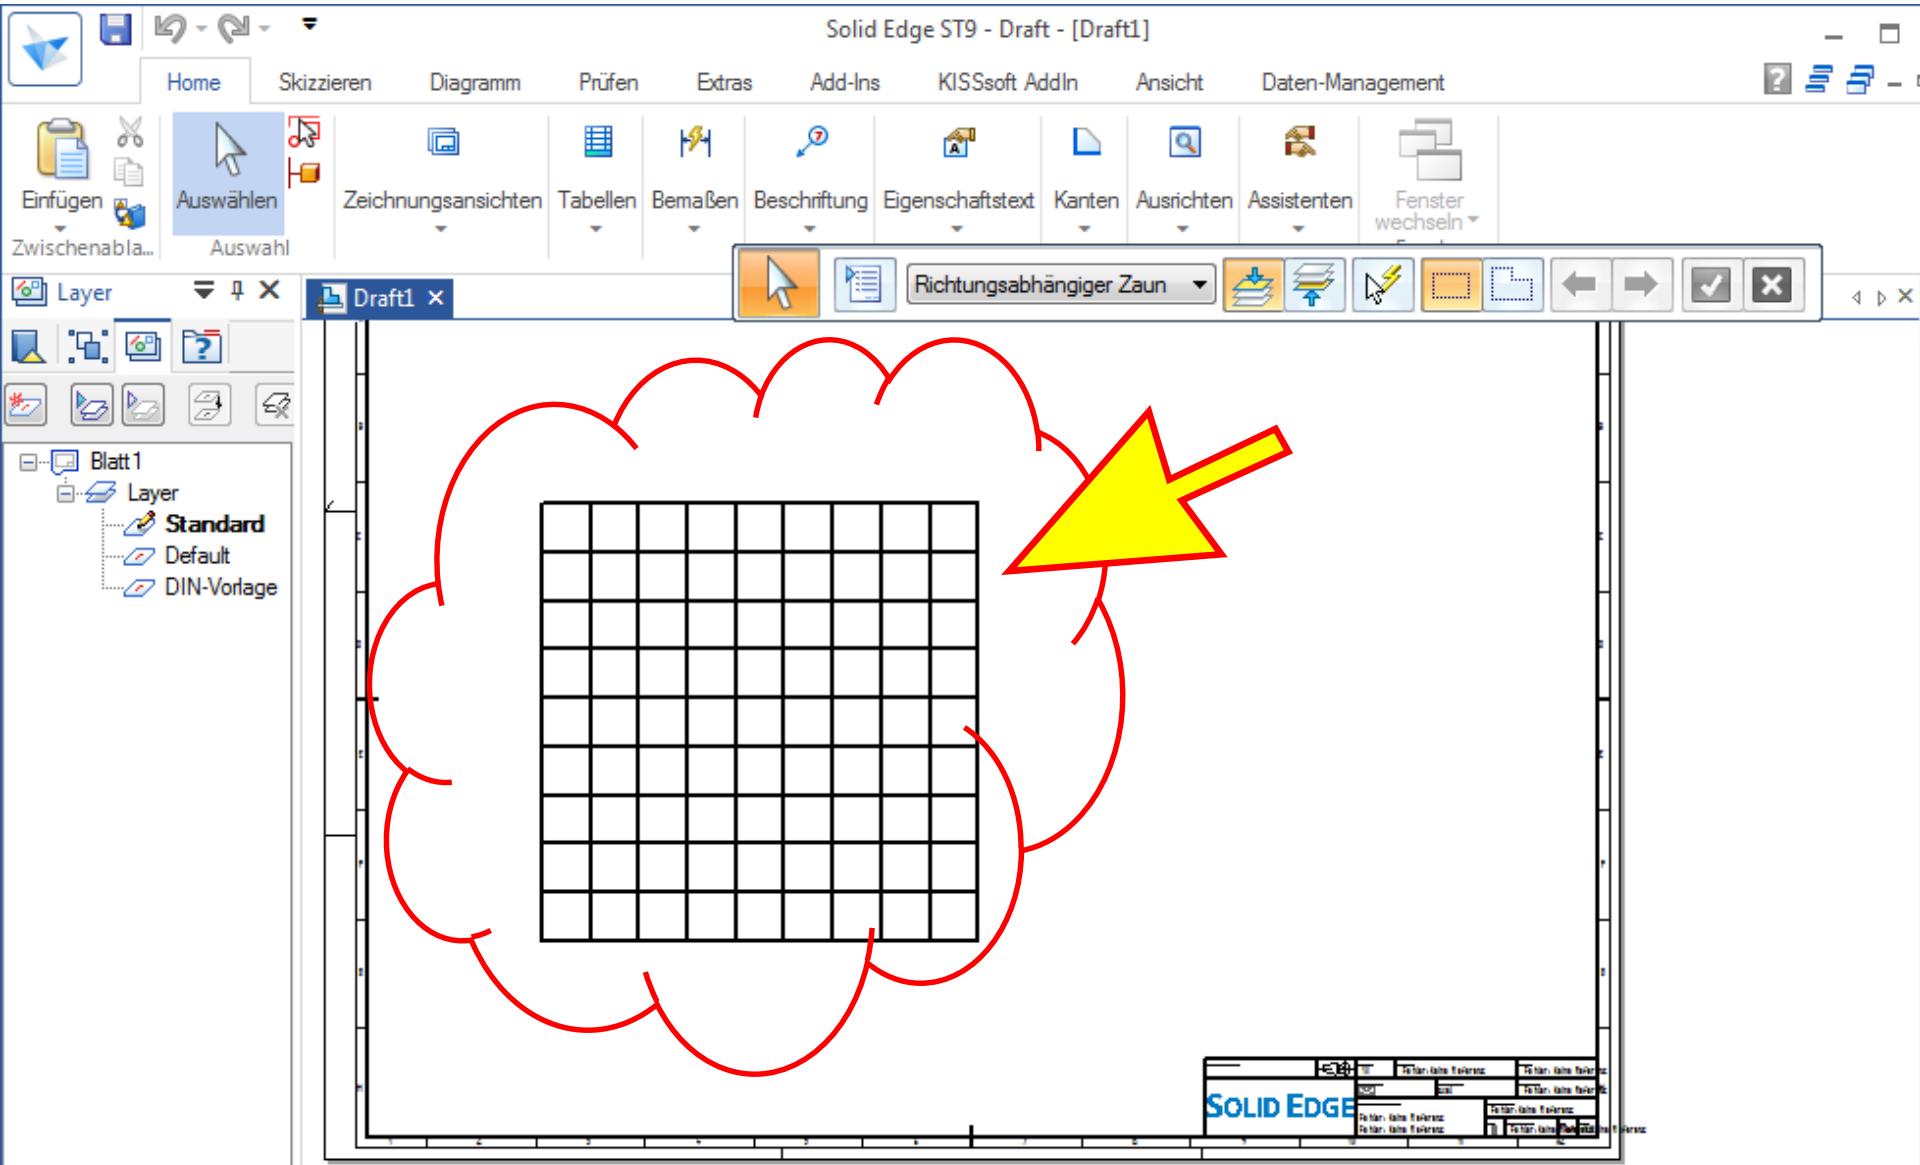 Solid Edge ST9 - Draft - [Draft1]
Home Skizzieren Diagramm Prüfen Extras Add-Ins KISSsoft AddIn Ansicht Daten-Management
Einfügen Auswählen Zeichnungsansichten Tabellen Bemaßen Beschriftung Eigenschaftstext Kanten Ausrichten Assistenten Fenster
wechseln
Zwischenabla... Auswahl
Layer
Draft1
Richtungsabhängiger Zaun
Blatt1
Layer
Standard
Default
DIN-Vorlage
SOLID EDGE